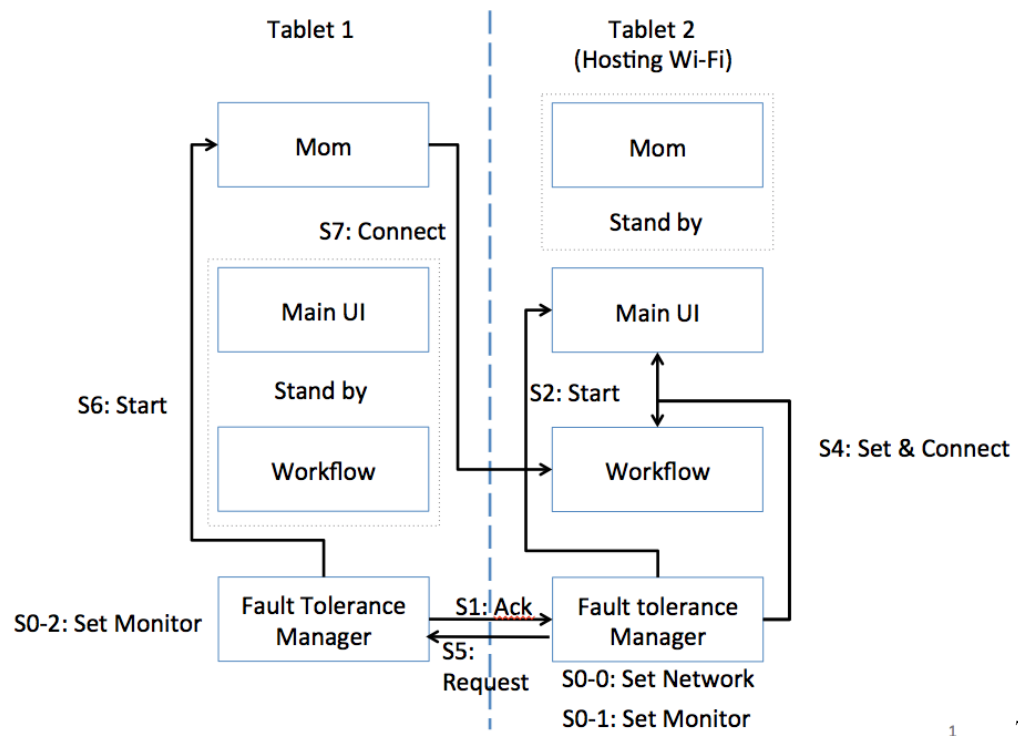 Tablet 1
Tablet 2
(Hosting Wi-Fi)
Mom
Mom
S7: Connect
Stand by
Main UI
Main UI
S6: Start
Stand by
S2: Start
Workflow
Workflow
S4: Set & Connect
S0-2: Set Monitor
Fault Tolerance
Manager
S1: Ack
Fault tolerance
Manager
S5:
Request
S0-0: Set Network
S0-1: Set Monitor
1